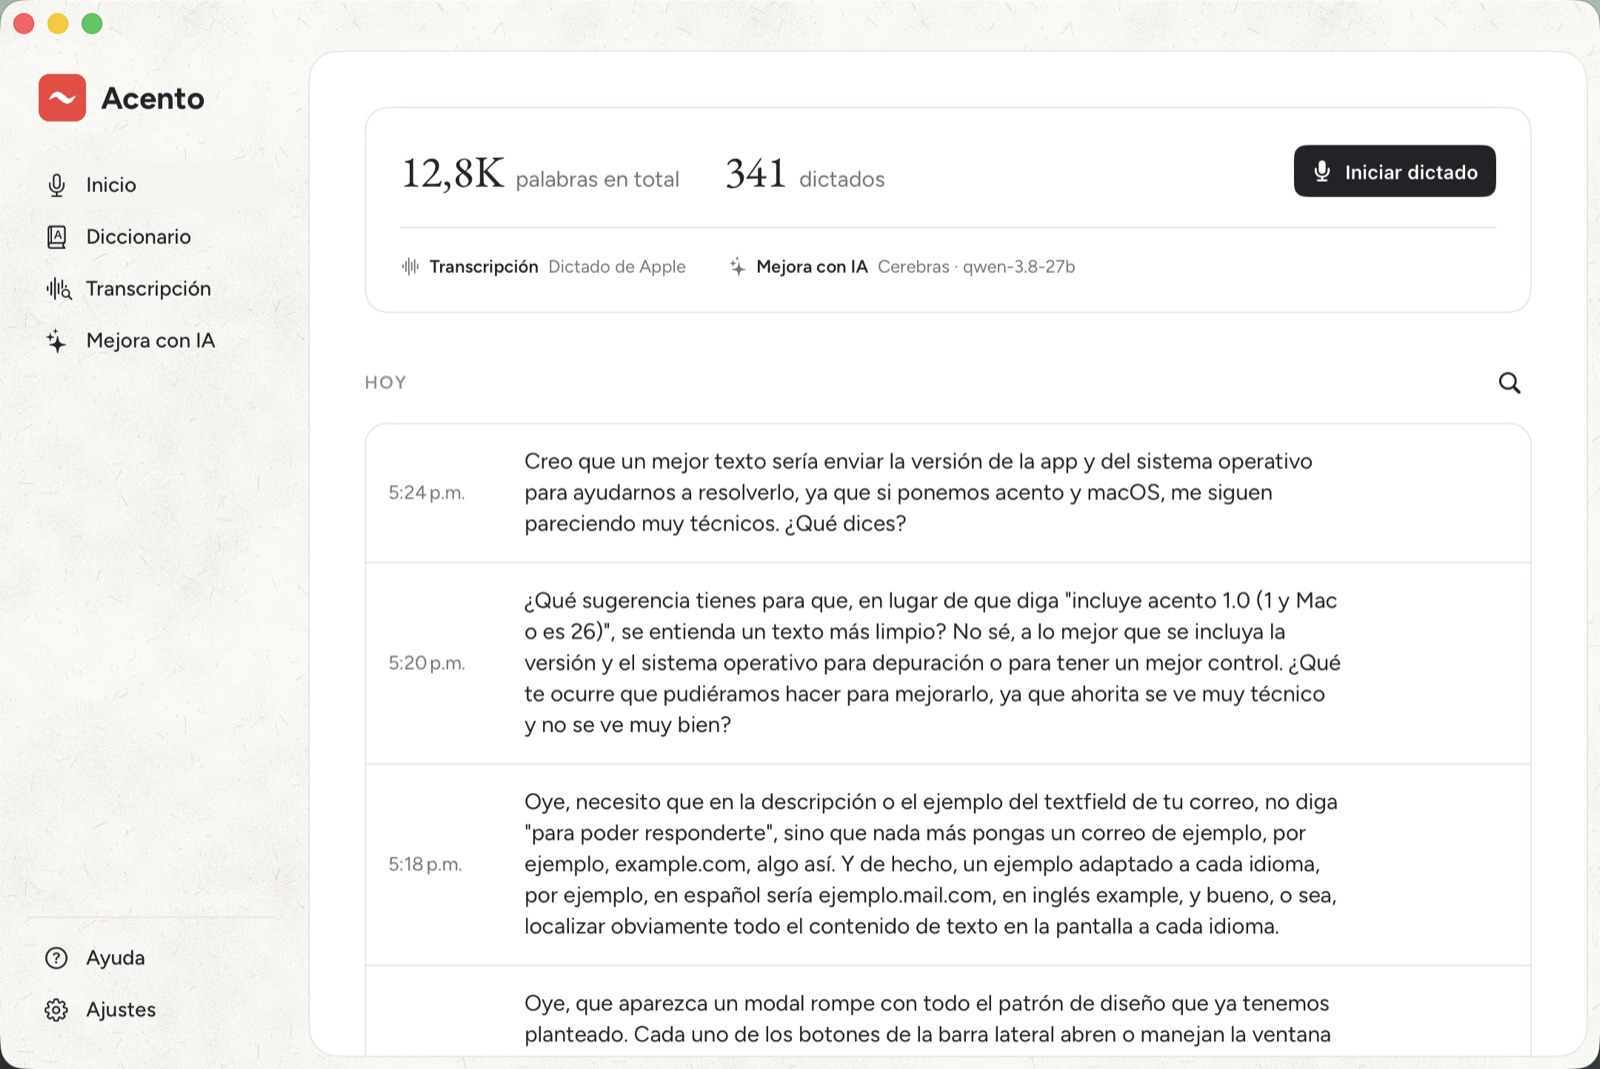 Acento
Inicio
Diccionario
Transcripción
Mejora con IA
Ayuda
Ajustes
12,8K palabras en total 341 dictados
Iniciar dictado
Transcripción Dictado de Apple Mejora con IA Cerebras · qwen-3.8-27b
HOY
5:24 p.m.
Creo que un mejor texto sería enviar la versión de la app y del sistema operativo
para ayudarnos a resolverlo, ya que si ponemos acento y macOS, me siguen
pareciendo muy técnicos. ¿Qué dices?
5:20 p.m.
¿Qué sugerencia tienes para que, en lugar de que diga "incluye acento 1.0 (1 y Mac
o es 26)", se entienda un texto más limpio? No sé, a lo mejor que se incluya la
versión y el sistema operativo para depuración o para tener un mejor control. ¿Qué
te ocurre que pudiéramos hacer para mejorarlo, ya que ahorita se ve muy técnico
y no se ve muy bien?
5:18 p.m.
Oye, necesito que en la descripción o el ejemplo del textfield de tu correo, no diga
"para poder responderte", sino que nada más pongas un correo de ejemplo, por
ejemplo, example.com, algo así. Y de hecho, un ejemplo adaptado a cada idioma,
por ejemplo, en español sería ejemplo.mail.com, en inglés example, y bueno, o sea,
localizar obviamente todo el contenido de texto en la pantalla a cada idioma.
Oye, que aparezca un modal rompe con todo el patrón de diseño que ya tenemos
planteado. Cada uno de los botones de la barra lateral abren o manejan la ventana